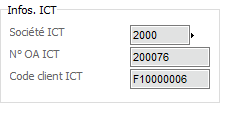 Infos. ICT
Société ICT 2000
N° OA ICT 200076
Code client ICT F10000006